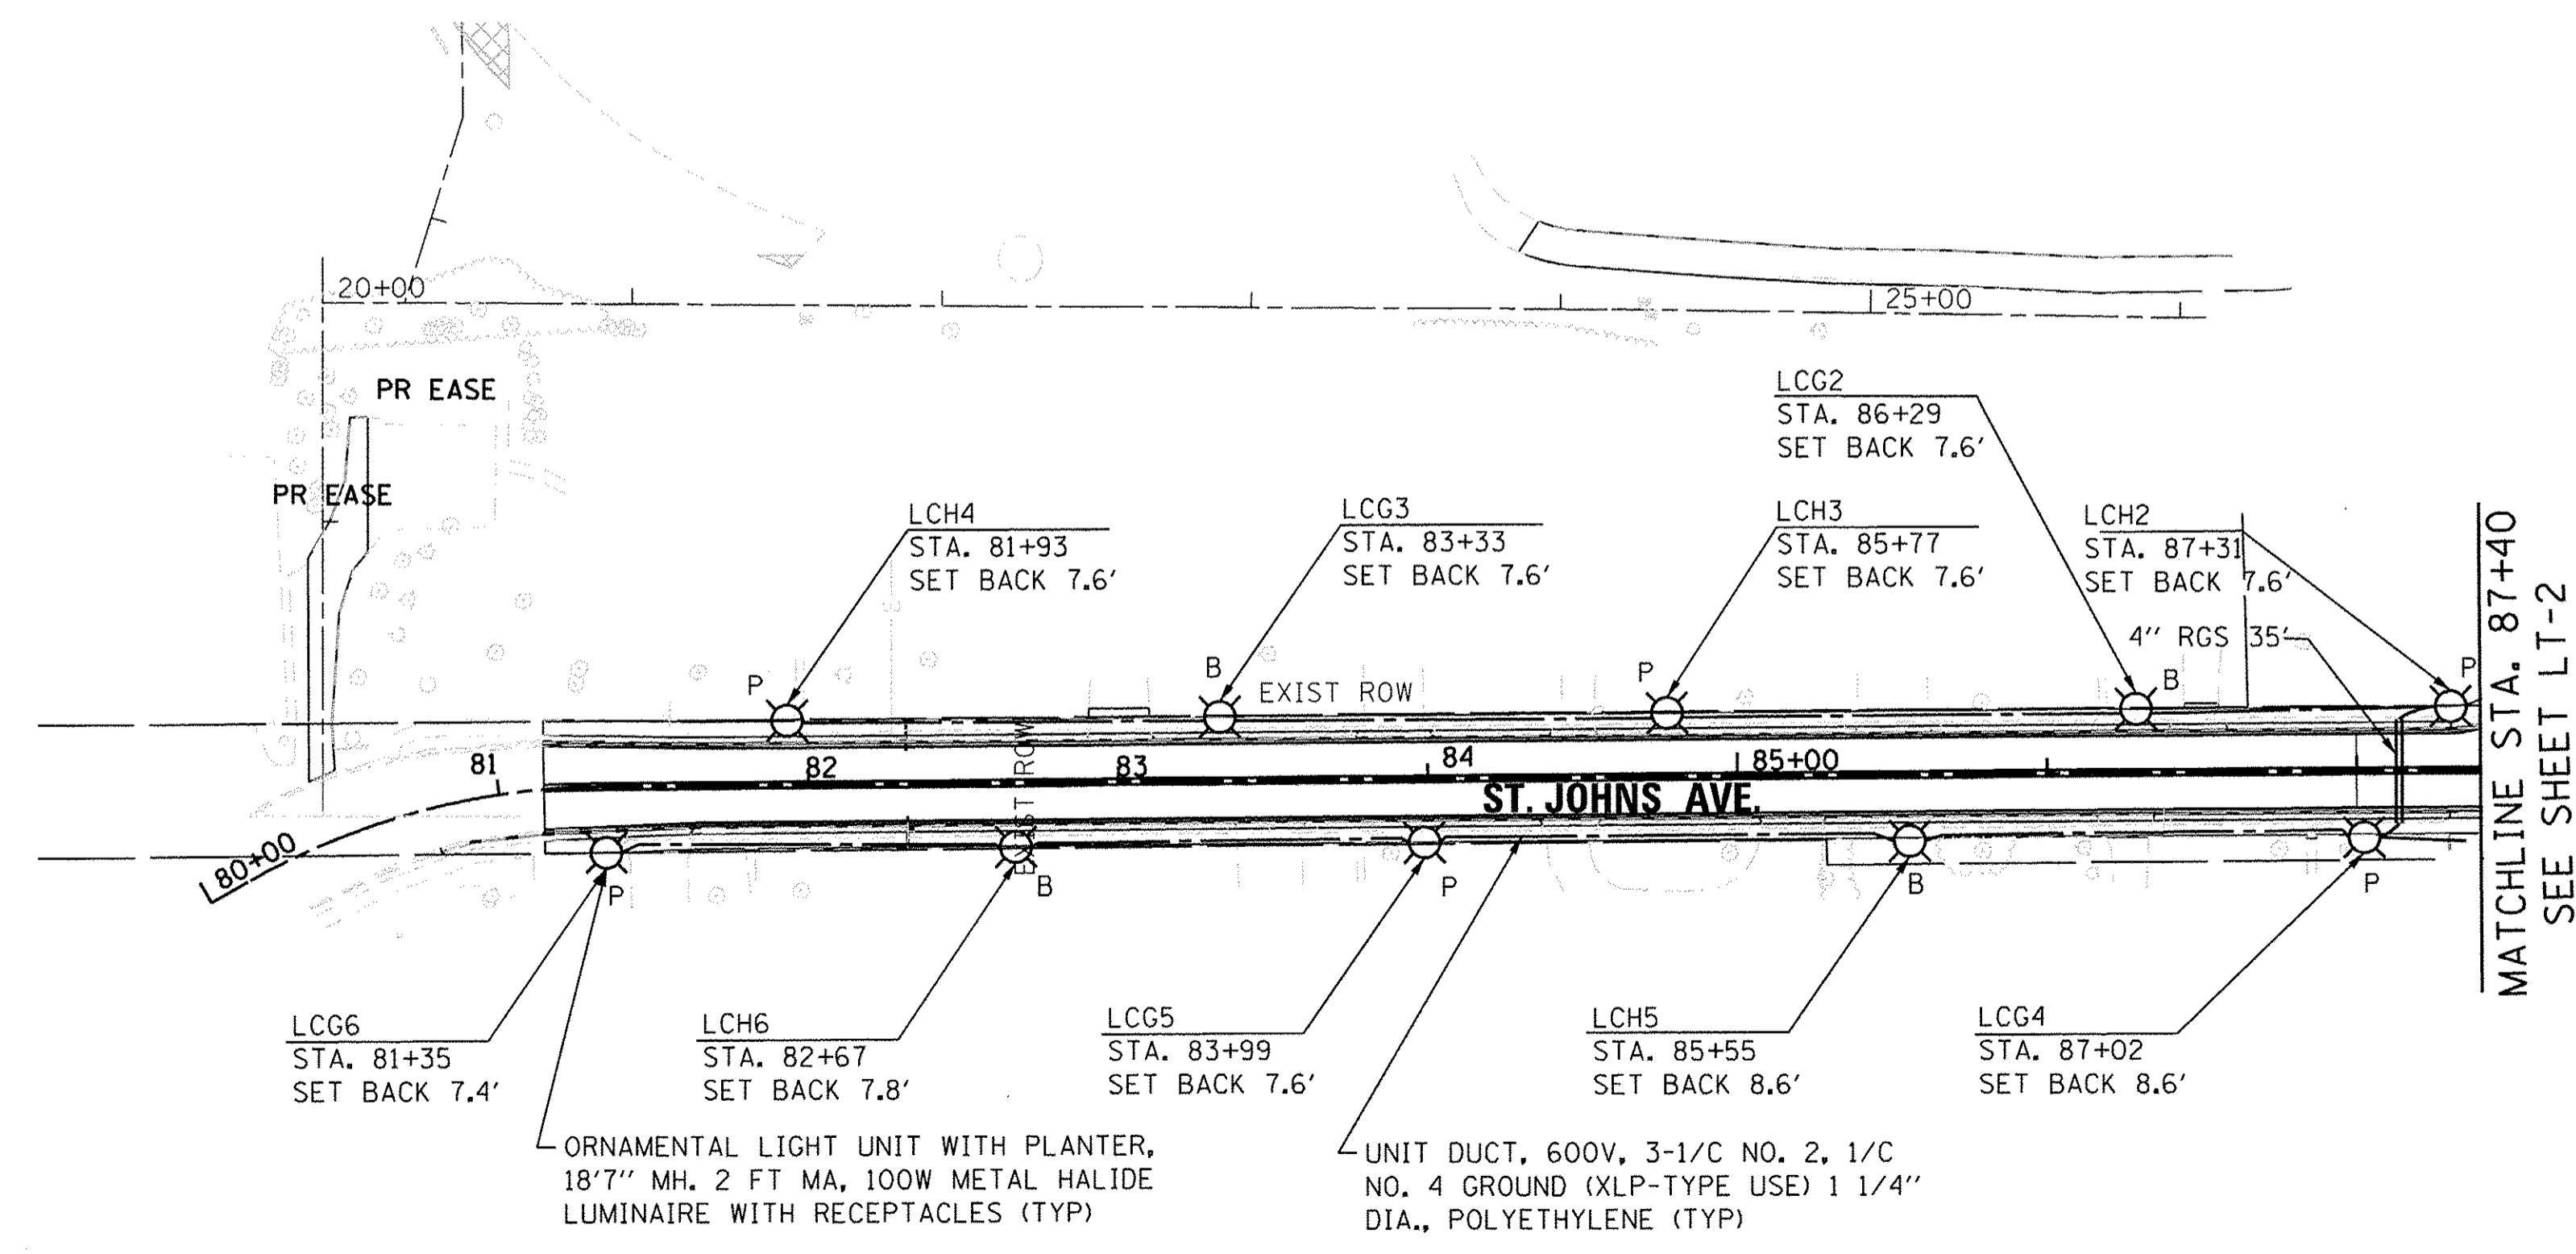 20+00
25+00
PR EASE
PR EASE
LCG2
STA. 86+29
SET BACK 7.6'
LCH4
STA. 81+93
SET BACK 7.6'
LCG3
STA. 83+33
SET BACK 7.6'
LCH3
STA. 85+77
SET BACK 7.6'
LCH2
STA. 87+31
SET BACK 7.6'
4'' RGS 35'
P
B
EXIST ROW
P
B
P
MATCHLINE STA. 87+40
SEE SHEET LT-2
81
82
83
84
85+00
EXIST ROW
ST. JOHNS AVE.
L80+00
P
B
P
B
P
LCG6
STA. 81+35
SET BACK 7.4'
LCH6
STA. 82+67
SET BACK 7.8'
LCG5
STA. 83+99
SET BACK 7.6'
LCH5
STA. 85+55
SET BACK 8.6'
LCG4
STA. 87+02
SET BACK 8.6'
ORNAMENTAL LIGHT UNIT WITH PLANTER,
18'7'' MH. 2 FT MA, 100W METAL HALIDE
LUMINAIRE WITH RECEPTACLES (TYP)
UNIT DUCT, 600V, 3-1/C NO. 2, 1/C
NO. 4 GROUND (XLP-TYPE USE) 1 1/4''
DIA., POLYETHYLENE (TYP)